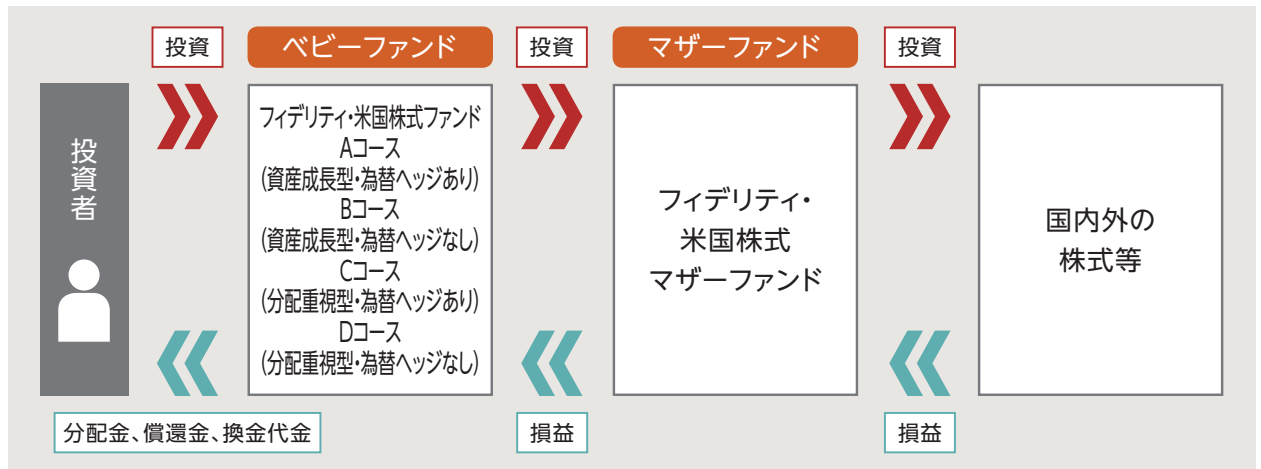 投資
ベビーファンド
投資
マザーファンド
投資
投資者
フィデリティ・米国株式ファンド
Aコース
(資産成長型・為替ヘッジあり)
Bコース
(資産成長型・為替ヘッジなし)
Cコース
(分配重視型・為替ヘッジあり)
Dコース
(分配重視型・為替ヘッジなし)
フィデリティ・
米国株式
マザーファンド
国内外の
株式等
分配金、償還金、換金代金
損益
損益